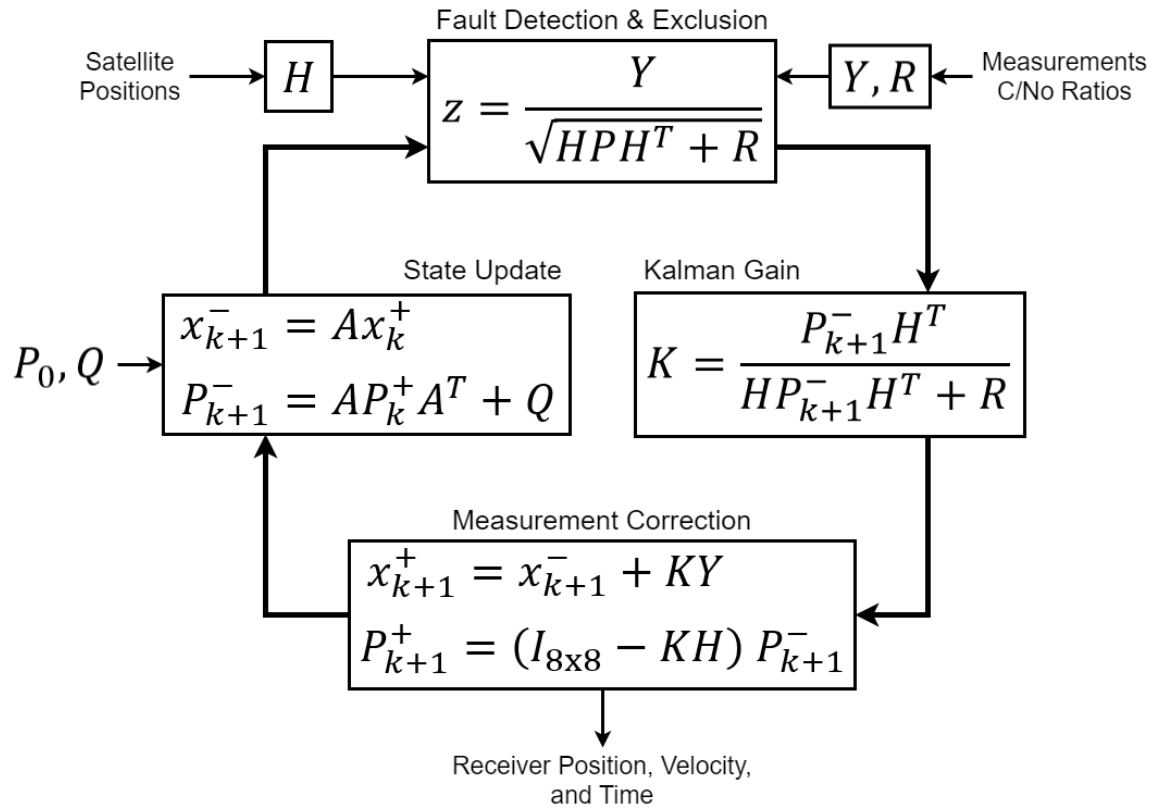 Fault Detection & Exclusion
Satellite
Positions
H
z = Y / √(HPH^T + R)
Y, R
Measurements
C/No Ratios
State Update
Kalman Gain
P_0, Q
x_{k+1}^- = Ax_k^+
P_{k+1}^- = AP_k^+A^T + Q
K = P_{k+1}^-H^T / (HP_{k+1}^-H^T + R)
Measurement Correction
x_{k+1}^+ = x_{k+1}^- + KY
P_{k+1}^+ = (I_{8x8} − KH) P_{k+1}^-
Receiver Position, Velocity,
and Time